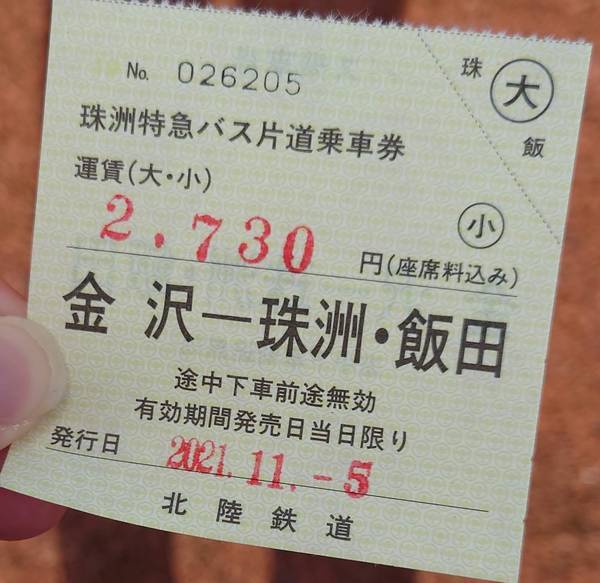 No. 026205
珠 大 飯
珠洲特急バス片道乗車券
運賃(大・小)
小
2,730 円(座席料込み)
金沢―珠洲・飯田
途中下車前途無効
有効期間発売日当日限り
発行日 2021.11.-5
北陸鉄道